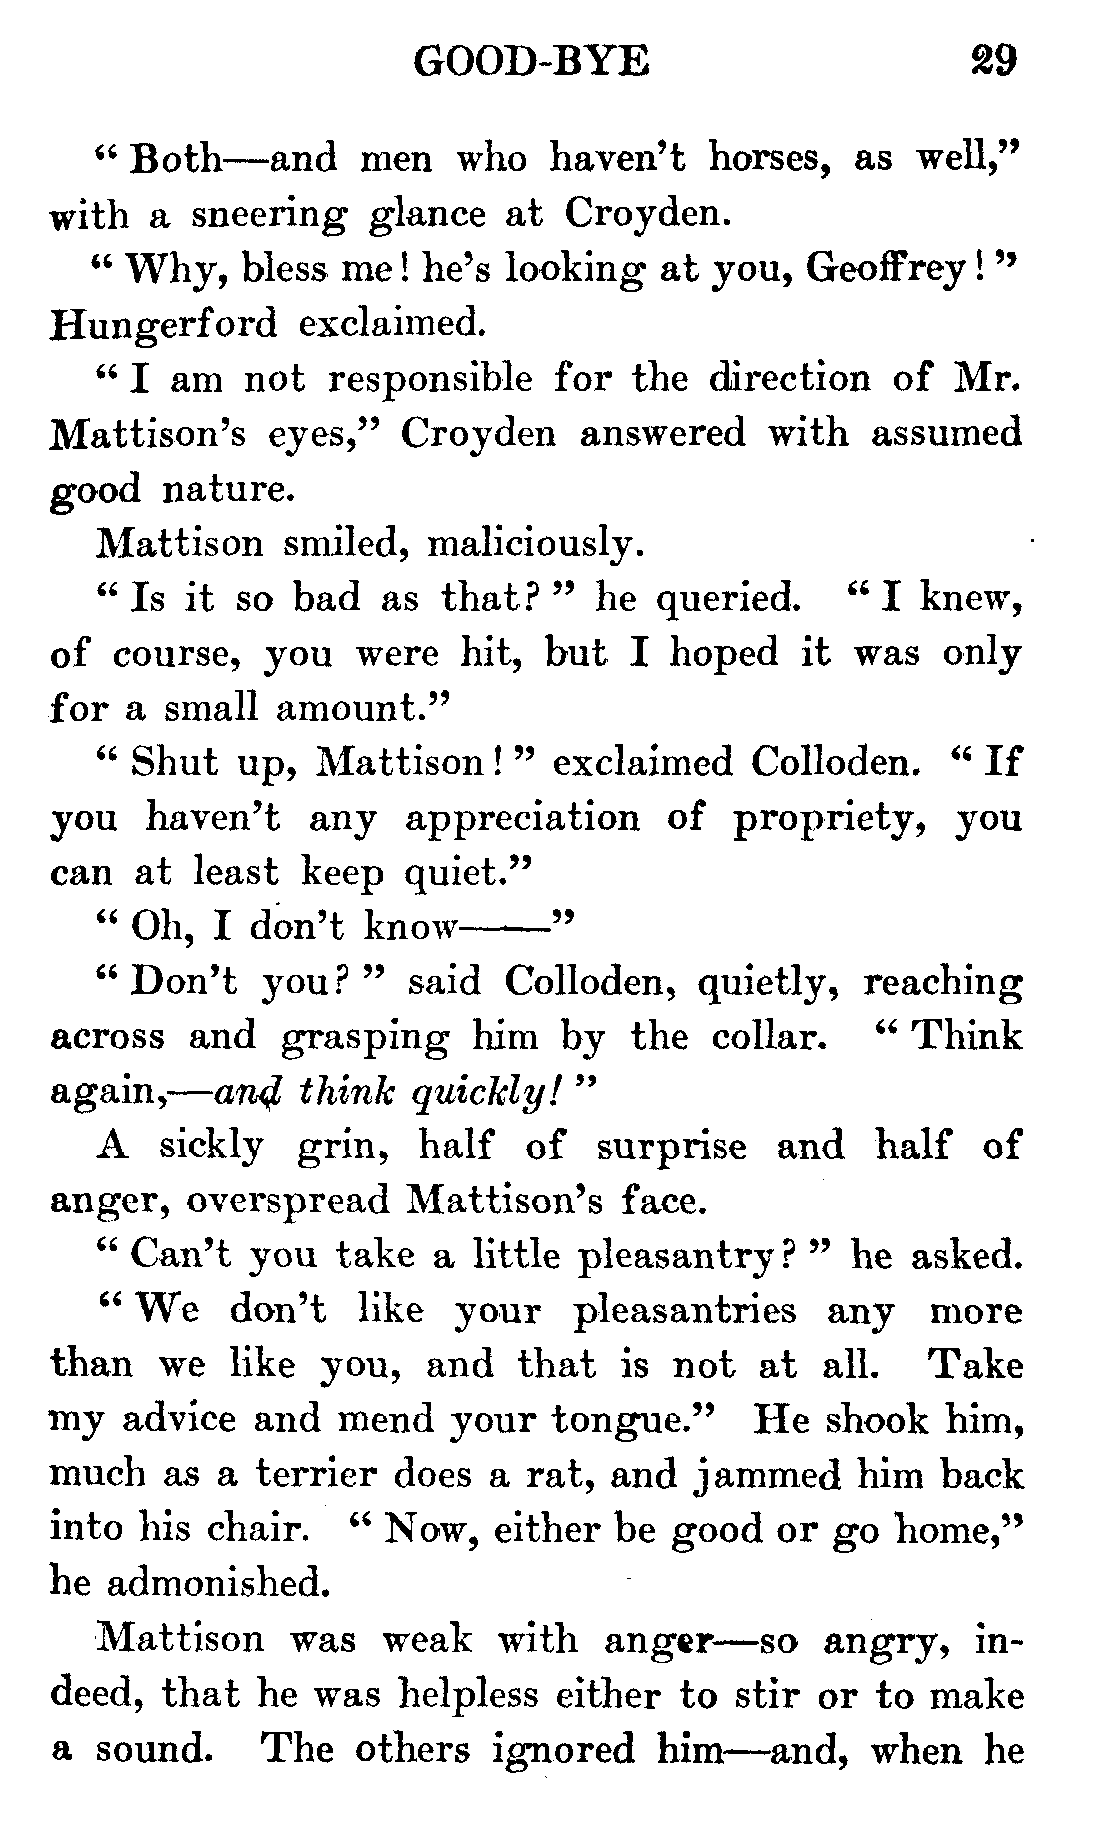 GOOD-BYE 29
“ Both—and men who haven’t horses, as well,”
with a sneering glance at Croyden.
“ Why, bless me! he’s looking at you, Geoffrey! ”
Hungerford exclaimed.
“ I am not responsible for the direction of Mr.
Mattison’s eyes,” Croyden answered with assumed
good nature.
Mattison smiled, maliciously.
“ Is it so bad as that? ” he queried. “ I knew,
of course, you were hit, but I hoped it was only
for a small amount.”
“ Shut up, Mattison! ” exclaimed Colloden. “ If
you haven’t any appreciation of propriety, you
can at least keep quiet.”
“ Oh, I don’t know——”
“ Don’t you? ” said Colloden, quietly, reaching
across and grasping him by the collar. “ Think
again,—and think quickly! ”
A sickly grin, half of surprise and half of
anger, overspread Mattison’s face.
“ Can’t you take a little pleasantry? ” he asked.
“ We don’t like your pleasantries any more
than we like you, and that is not at all. Take
my advice and mend your tongue.” He shook him,
much as a terrier does a rat, and jammed him back
into his chair. “ Now, either be good or go home,”
he admonished.
Mattison was weak with anger—so angry, in-
deed, that he was helpless either to stir or to make
a sound. The others ignored him—and, when he